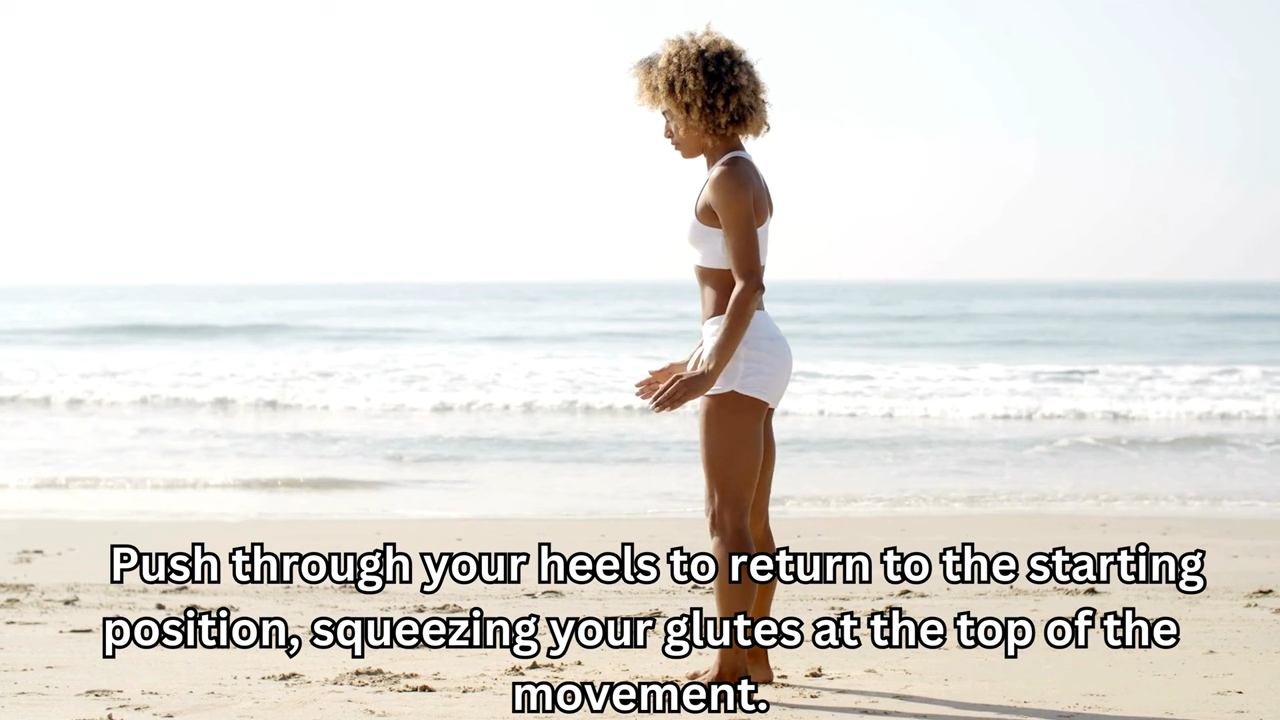 Push through your heels to return to the starting
position, squeezing your glutes at the top of the
movement.